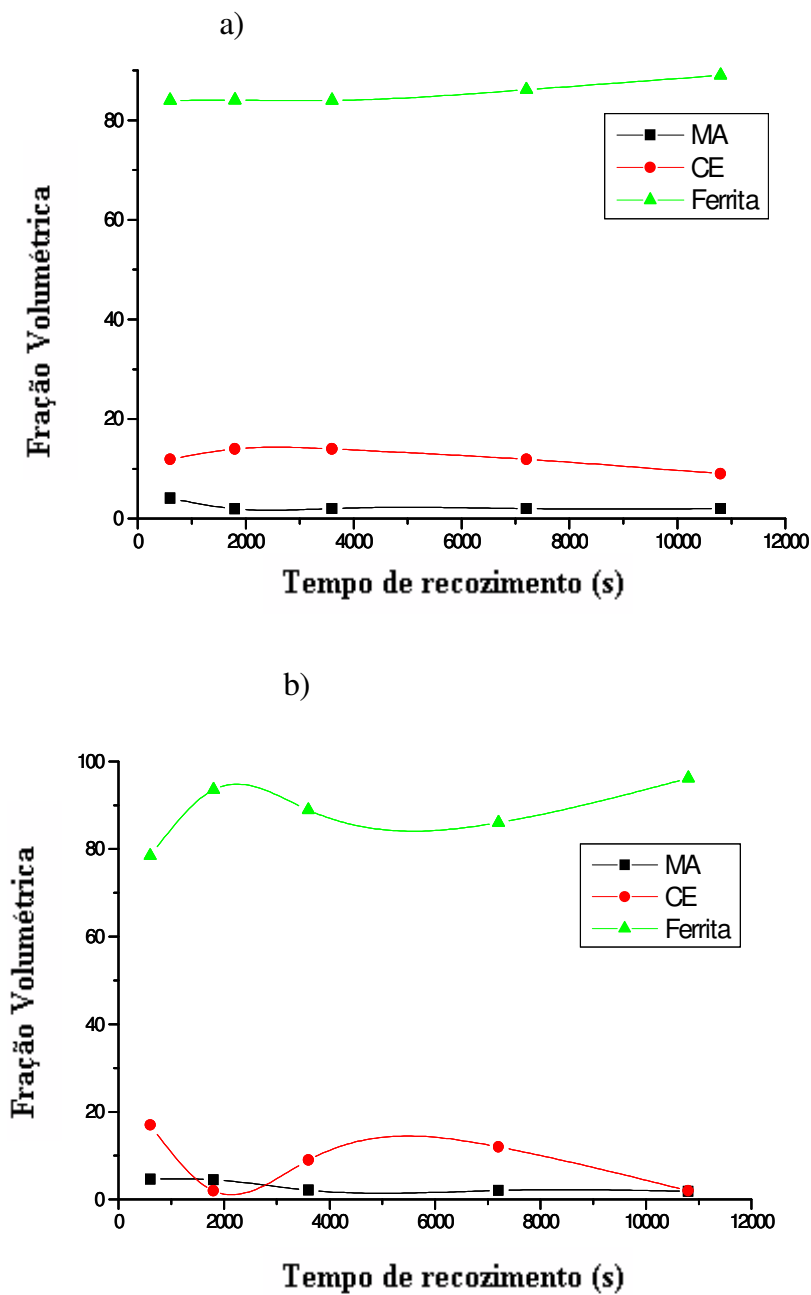 a)
80
60
40
20
0
0 2000 4000 6000 8000 10000 12000
MA
CE
Ferrita
Fração Volumétrica
Tempo de recozimento (s)
b)
100
80
60
40
20
0
0 2000 4000 6000 8000 10000 12000
MA
CE
Ferrita
Fração Volumétrica
Tempo de recozimento (s)